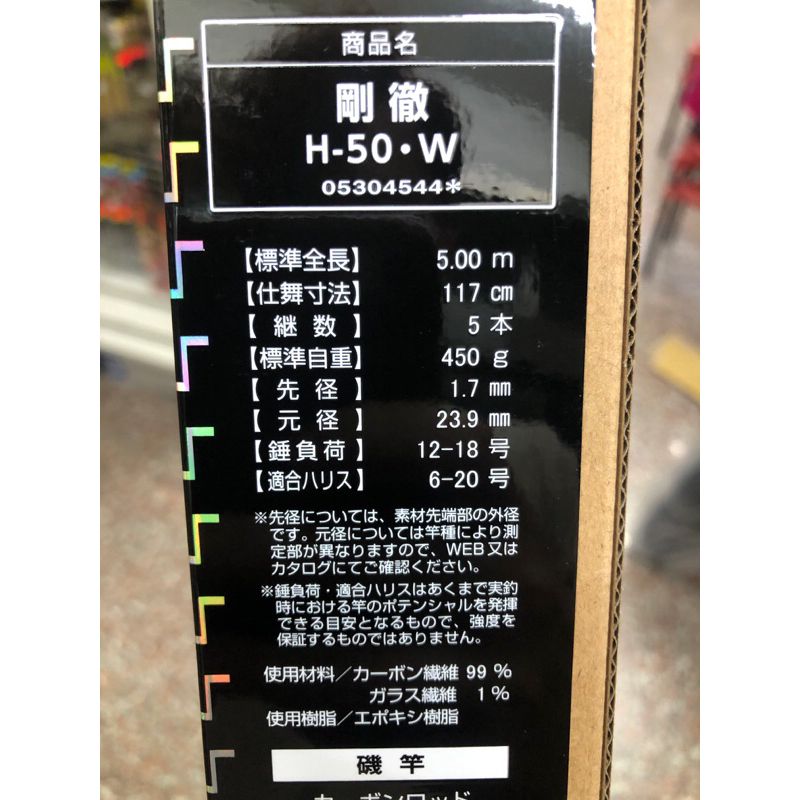 商品名
剛徹
H-50・W
05304544*
【標準全長】 5.00 m
【仕舞寸法】 117 cm
【継数】 5 本
【標準自重】 450 g
【先径】 1.7 mm
【元径】 23.9 mm
【錘負荷】 12-18 号
【適合ハリス】 6-20 号
※先径については、素材先端部の外径
です。元径については竿種により測
定部が異なりますので、WEB又は
カタログにてご確認ください。
※錘負荷・適合ハリスはあくまで実釣
時における竿のポテンシャルを発揮
できる目安となるもので、強度を
保証するものではありません。
使用材料／カーボン繊維 99 %
ガラス繊維 1 %
使用樹脂／エポキシ樹脂
磯竿
カーボンロッド